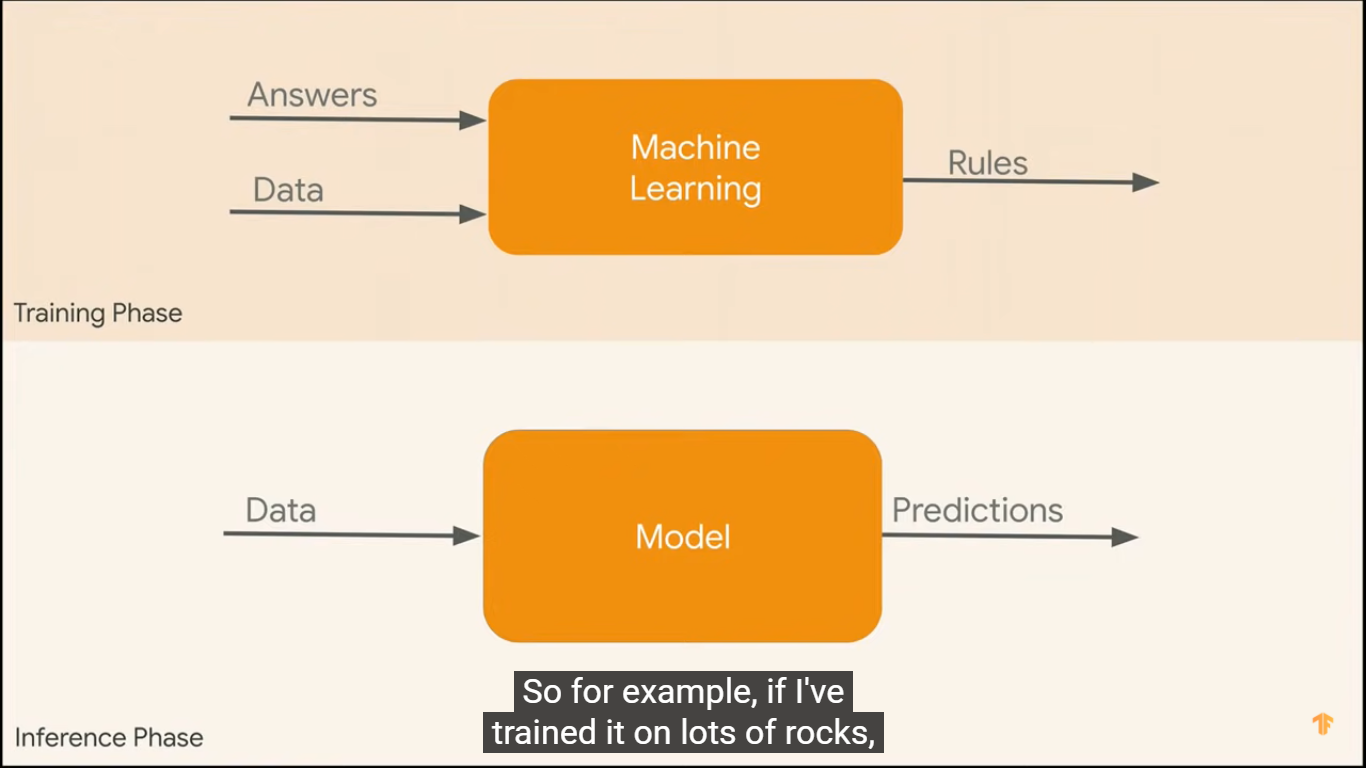 Answers
Data
Machine
Learning
Rules
Training Phase
Data
Model
Predictions
Inference Phase
So for example, if I've
trained it on lots of rocks,